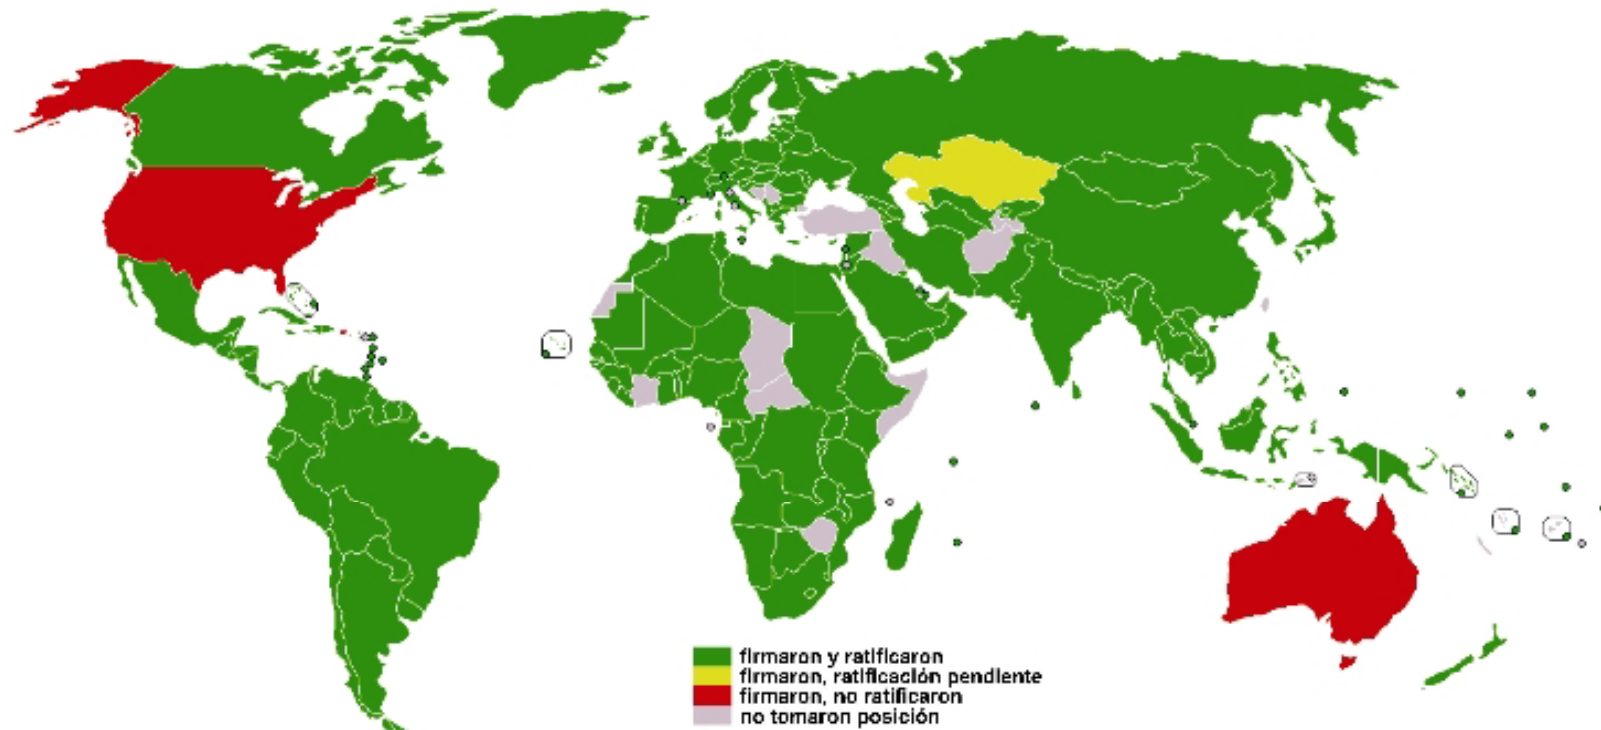 firmaron y ratificaron
firmaron, ratificación pendiente
firmaron, no ratificaron
no tomaron posición